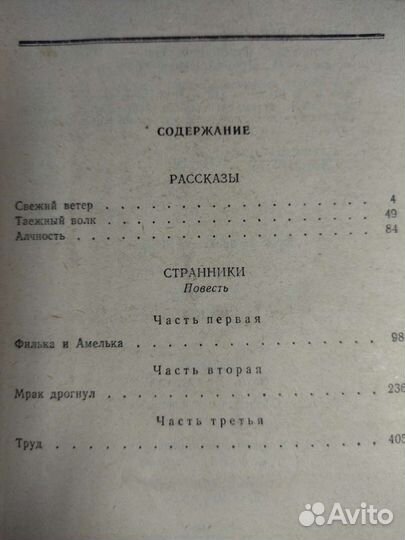 СОДЕРЖАНИЕ
РАССКАЗЫ
Свежий ветер . . . . . . . . . . . . . . . . 4
Таежный волк . . . . . . . . . . . . . . . . 49
Алчность . . . . . . . . . . . . . . . . . . 84
СТРАННИКИ
Повесть
Часть первая
Филька и Амелька . . . . . . . . . . . . . . 98
Часть вторая
Мрак дрогнул . . . . . . . . . . . . . . . . 236
Часть третья
Труд . . . . . . . . . . . . . . . . . . . . 405
Avito